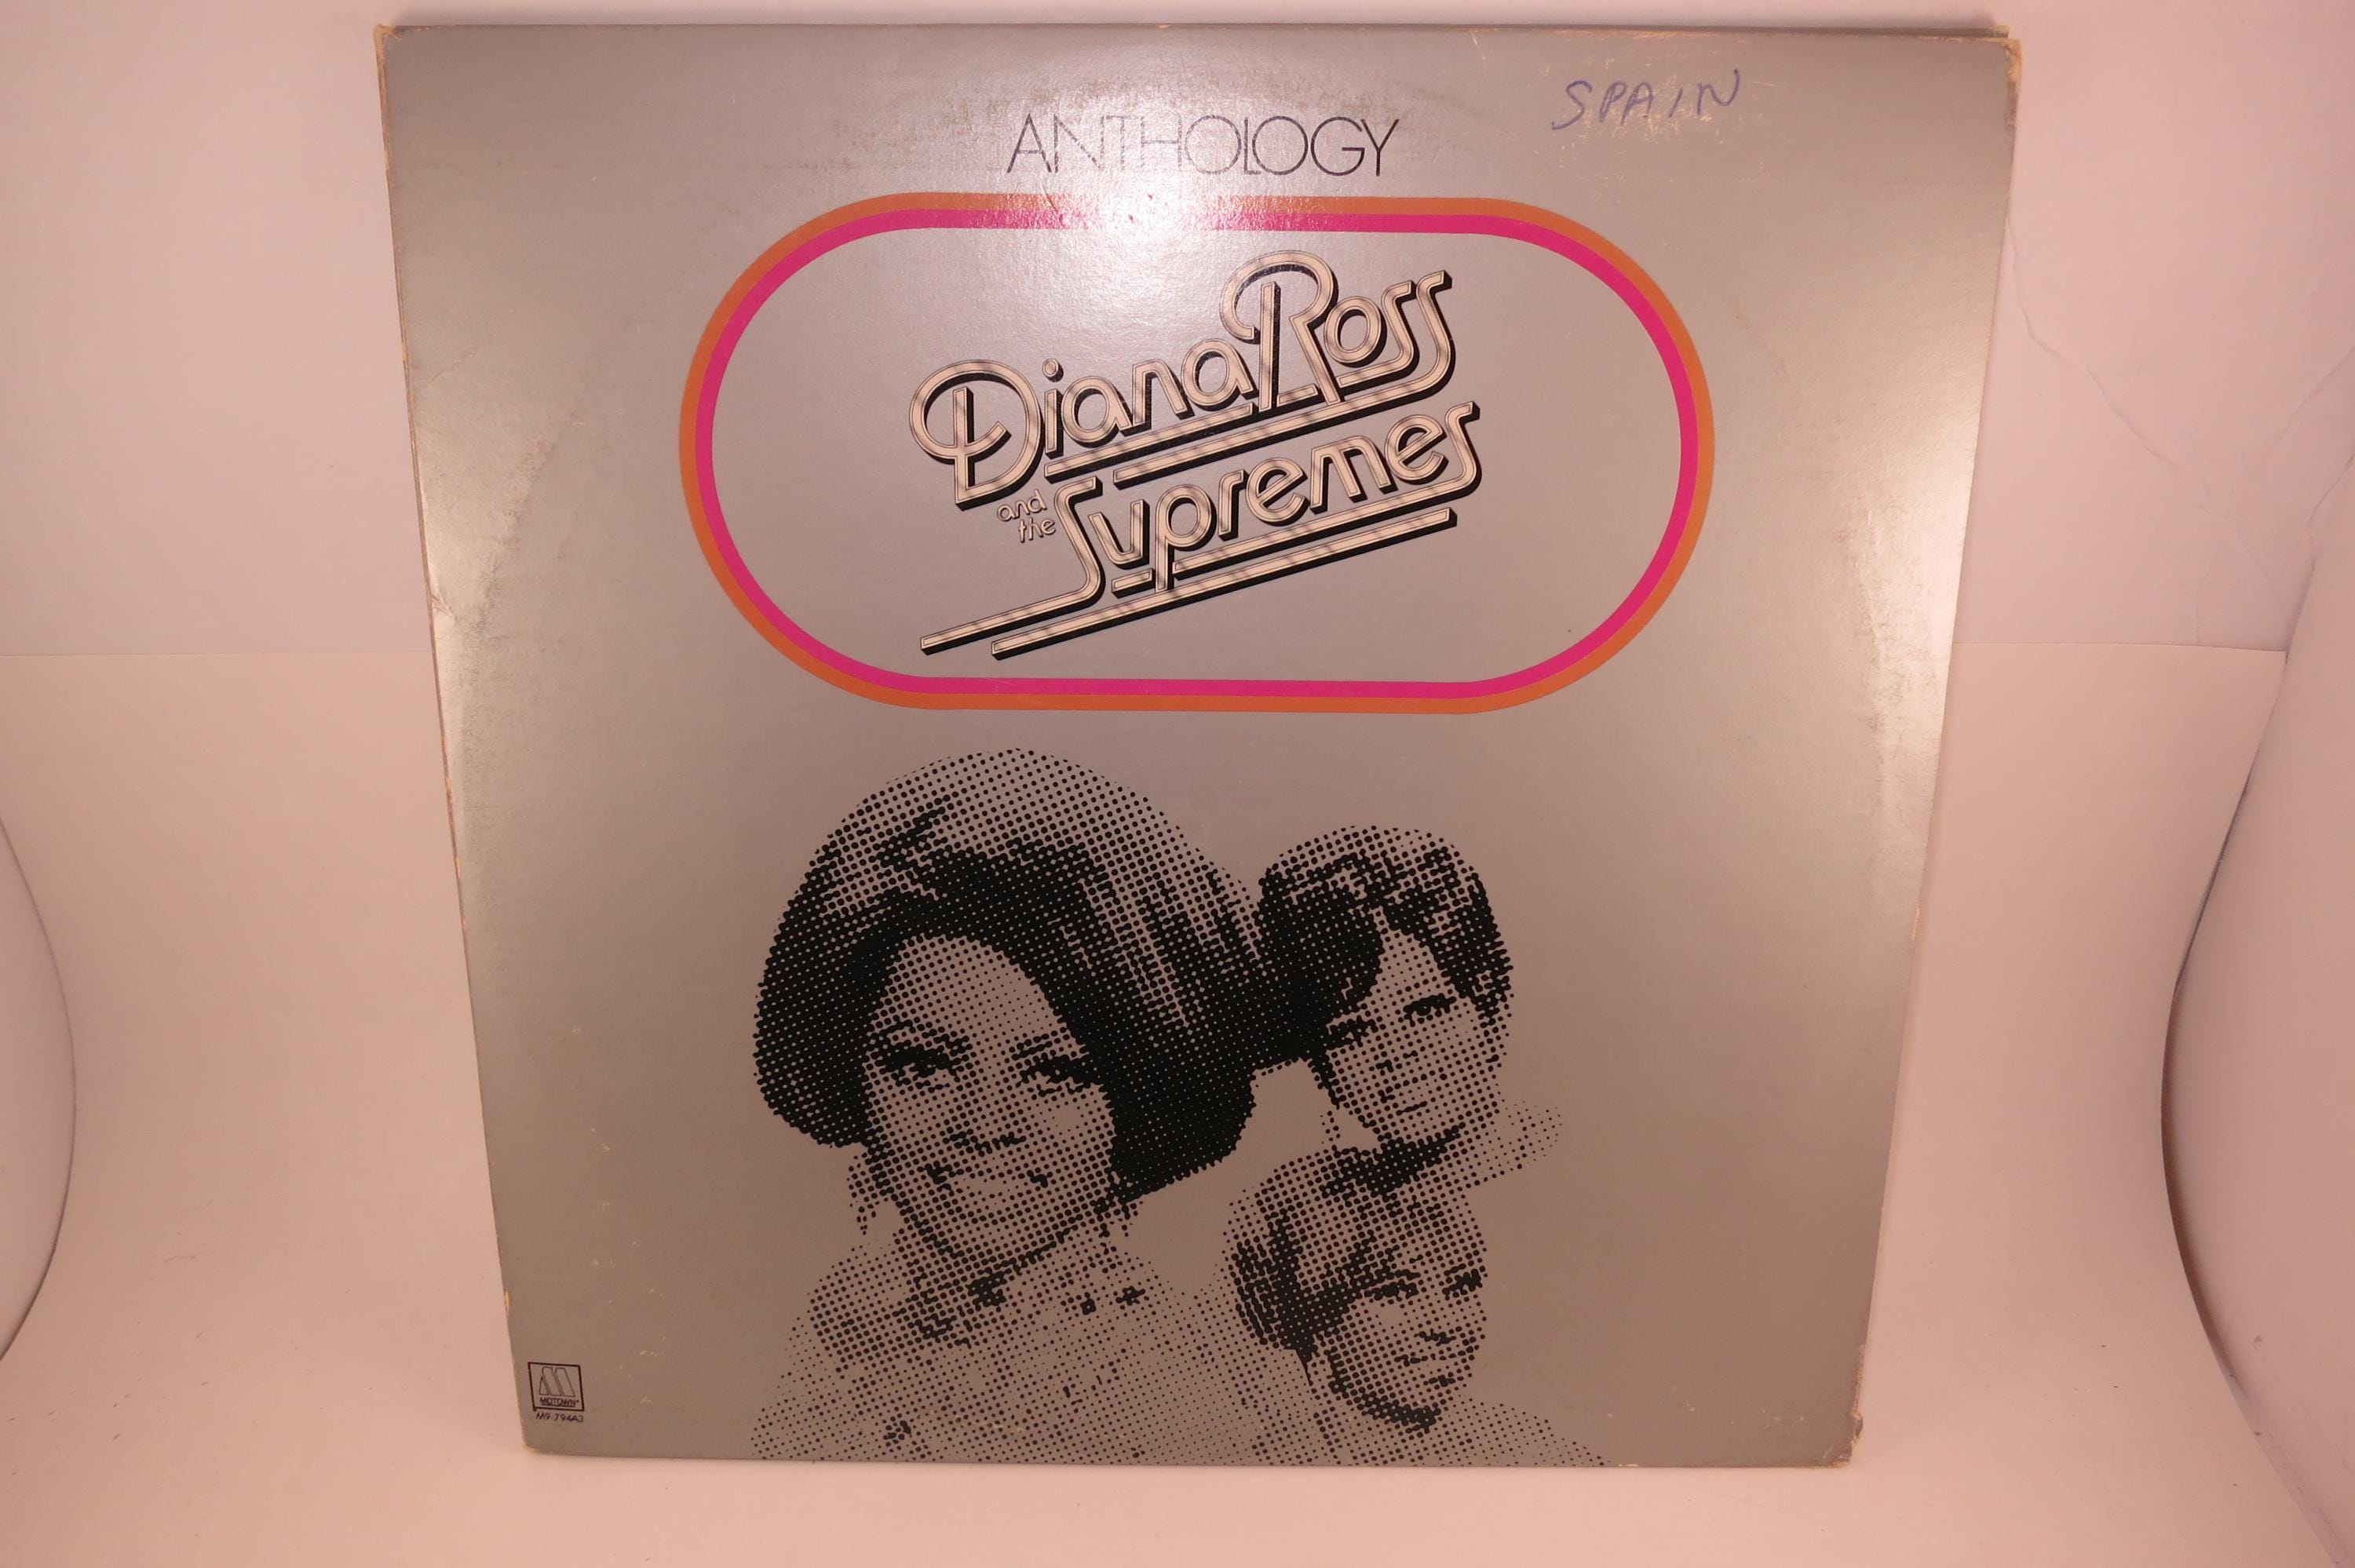 SPAIN
ANTHOLOGY
Diana Ross
and the
Supremes
MOTOWN
M9-794A3